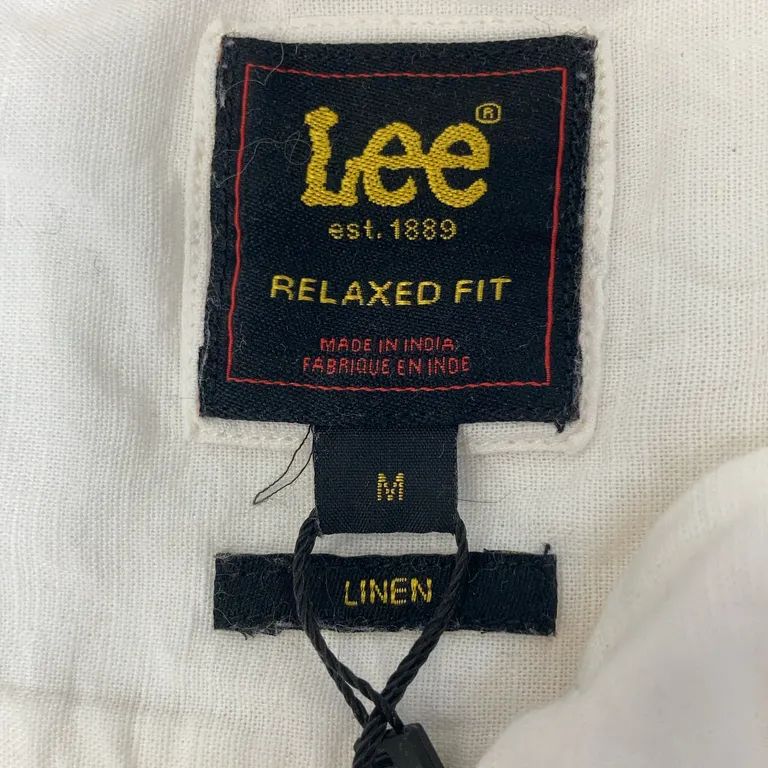 Lee®
est. 1889
RELAXED FIT
MADE IN INDIA
FABRIQUE EN INDE
M
LINEN